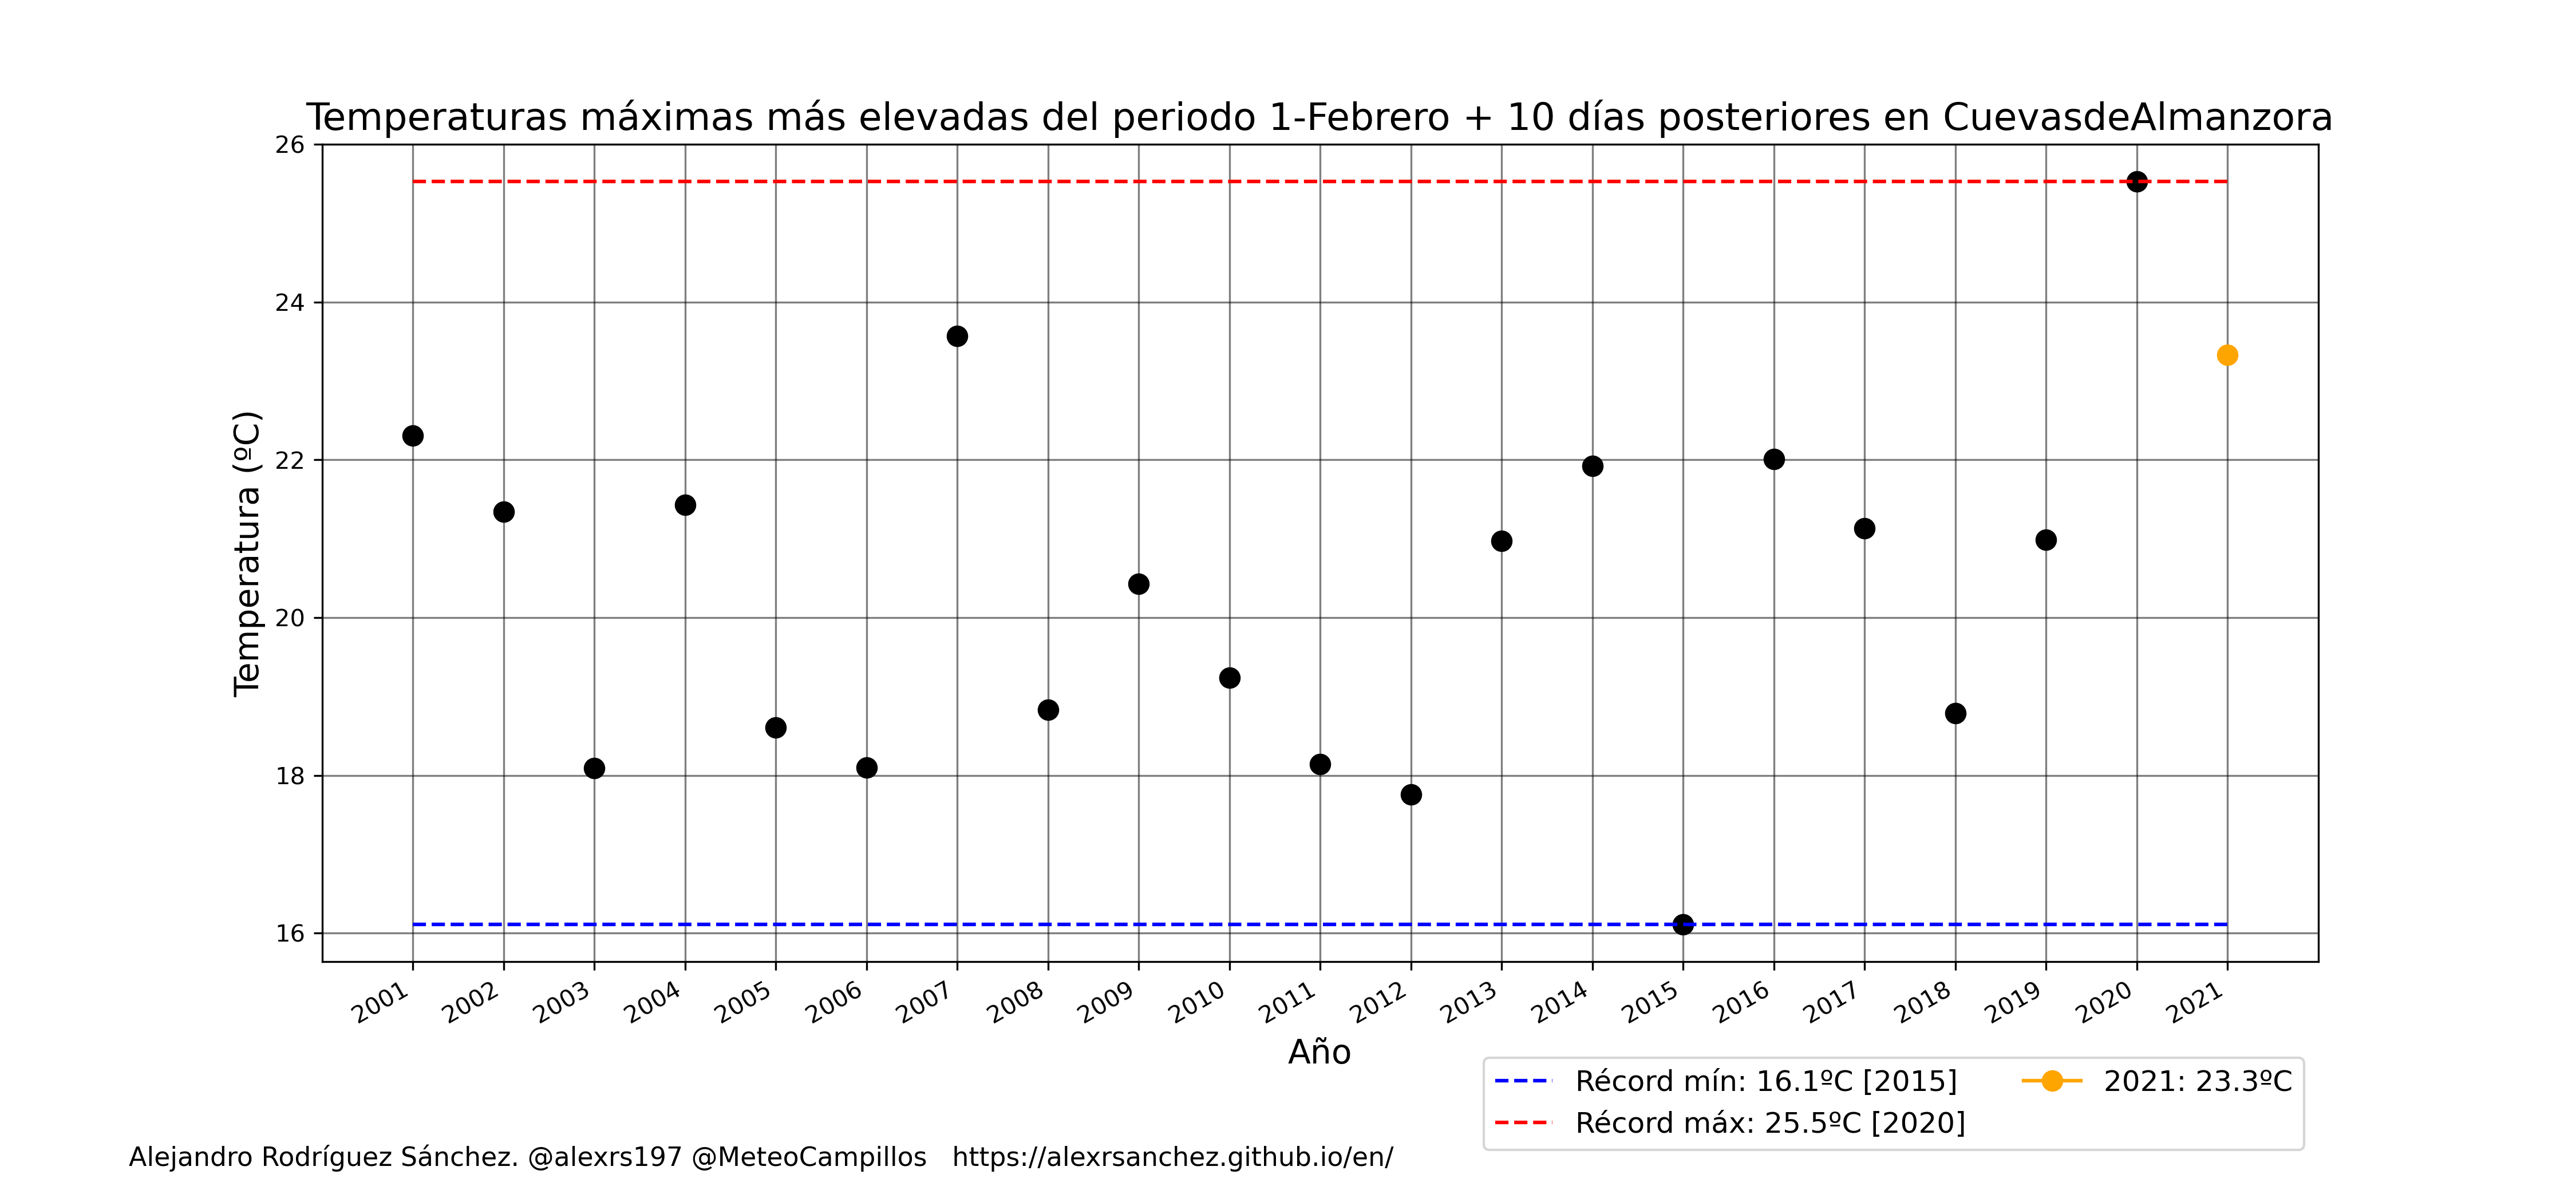 Temperaturas máximas más elevadas del periodo 1-Febrero + 10 días posteriores en CuevasdeAlmanzora
26
24
22
20
18
16
Temperatura (ºC)
2001 2002 2003 2004 2005 2006 2007 2008 2009 2010 2011 2012 2013 2014 2015 2016 2017 2018 2019 2020 2021
Año
Récord mín: 16.1ºC [2015]
Récord máx: 25.5ºC [2020]
2021: 23.3ºC
Alejandro Rodríguez Sánchez. @alexrs197 @MeteoCampillos https://alexrsanchez.github.io/en/